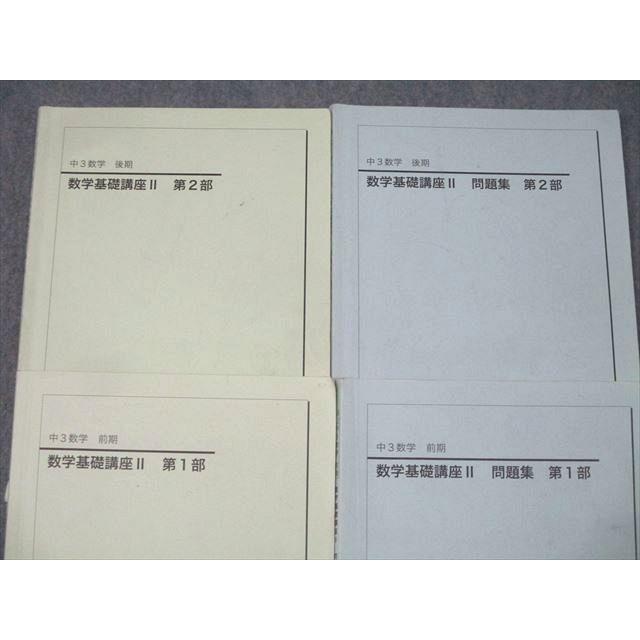 中３数学 後期
数学基礎講座Ⅱ 第２部
中３数学 後期
数学基礎講座Ⅱ 問題集 第２部
中３数学 前期
数学基礎講座Ⅱ 第１部
中３数学 前期
数学基礎講座Ⅱ 問題集 第１部